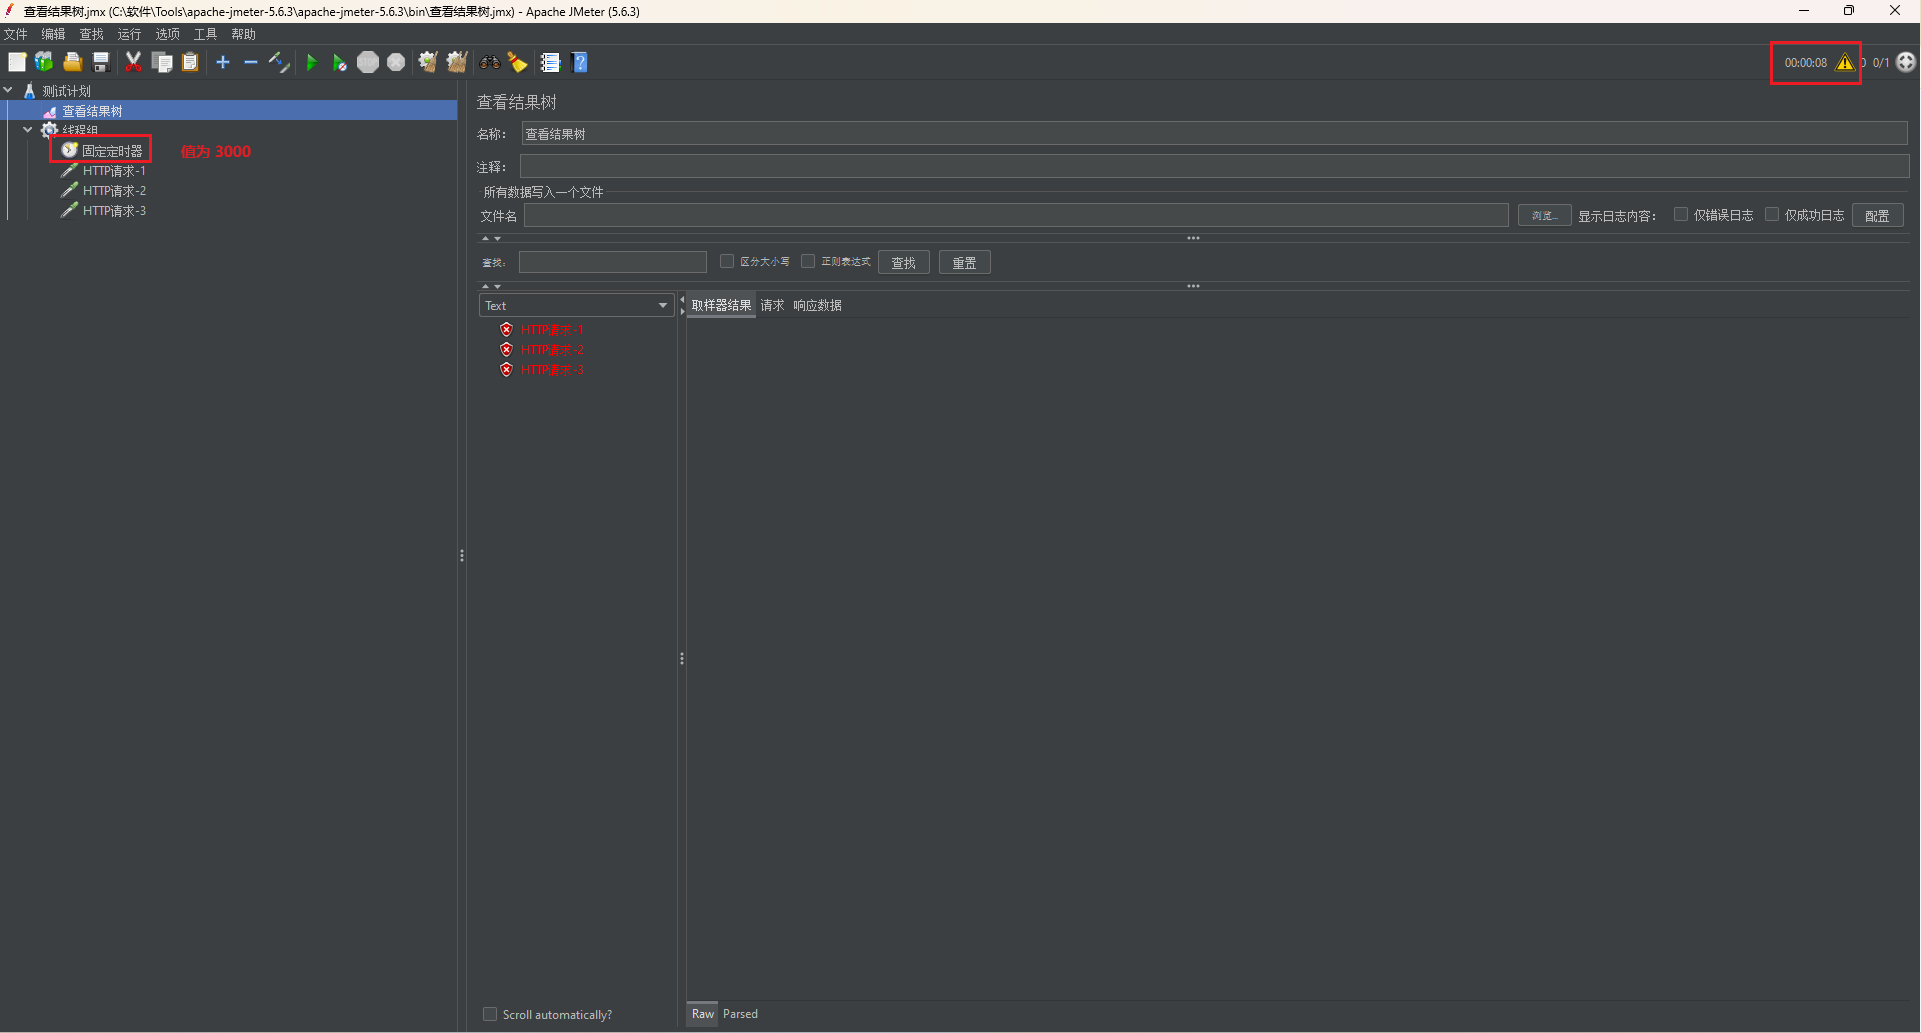 查看结果树.jmx (C:\软件\Tools\apache-jmeter-5.6.3\apache-jmeter-5.6.3\bin\查看结果树.jmx) - Apache JMeter (5.6.3)
文件 编辑 查找 运行 选项 工具 帮助
STOP
00:00:08 0 0/1
测试计划
查看结果树
线程组
固定定时器 值为 3000
HTTP请求-1
HTTP请求-2
HTTP请求-3
查看结果树
名称： 查看结果树
注释：
所有数据写入一个文件
文件名 浏览... 显示日志内容： 仅错误日志 仅成功日志 配置
查找: 区分大小写 正则表达式 查找 重置
Text 取样器结果 请求 响应数据
HTTP请求-1
HTTP请求-2
HTTP请求-3
Scroll automatically? Raw Parsed